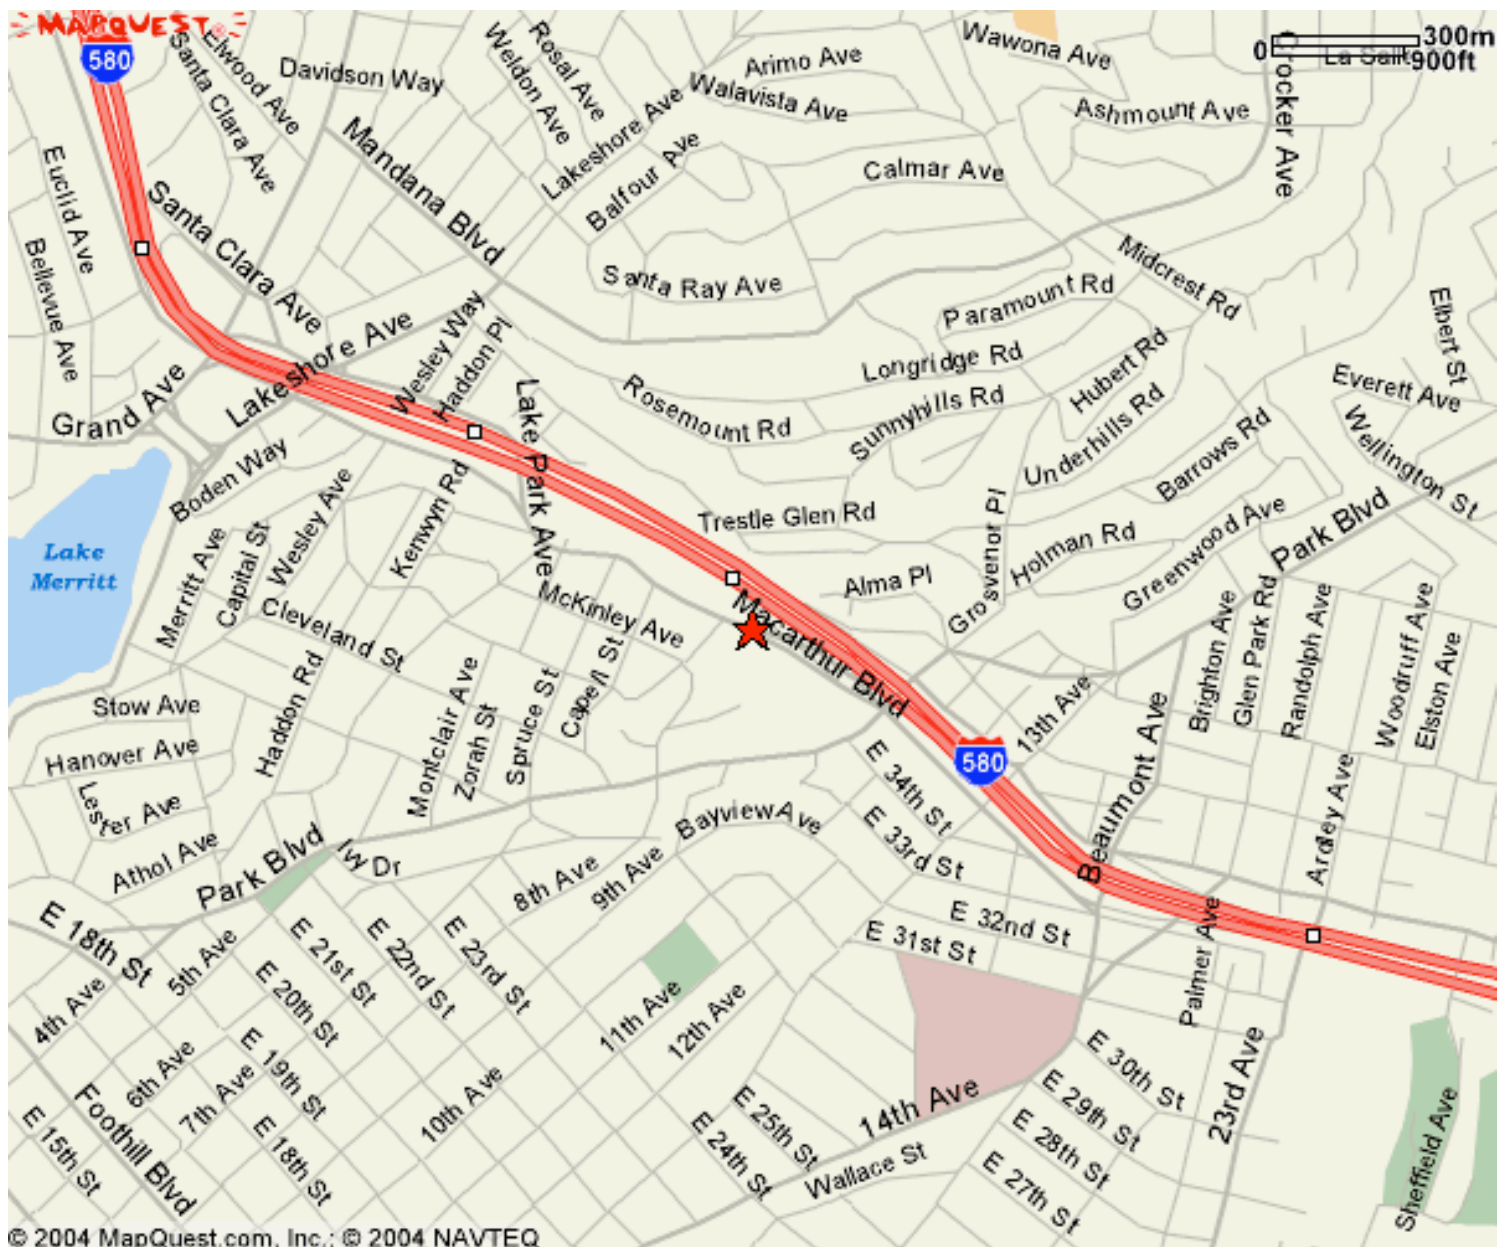 MAPQUEST
580
Santa Clara Ave
Elwood Ave
Davidson Way
Weldon Ave
Rosal Ave
Lakeshore Ave
Arimo Ave
Walavista Ave
Wawona Ave
0
300m
900ft
Crocker Ave
Ashmount Ave
Calmar Ave
Balfour Ave
Mandana Blvd
Euclid Ave
Bellevue Ave
Santa Clara Ave
Santa Ray Ave
Midcrest Rd
Paramount Rd
Elbert St
Lakeshore Ave
Wesley Way
Haddon Pl
Longridge Rd
Hubert Rd
Everett Ave
Grand Ave
Lake Park Ave
Rosemount Rd
Sunnyhills Rd
Underhills Rd
Barrows Rd
Wellington St
Boden Way
Wesley Ave
Kenwyn Rd
Trestle Glen Rd
Grosvenor Pl
Holman Rd
Greenwood Ave
Park Blvd
Lake
Merritt
Merritt Ave
Capital St
Cleveland St
McKinley Ave
Macarthur Blvd
Alma Pl
Brighton Ave
Glen Park Rd
Randolph Ave
Woodruff Ave
Elston Ave
Stow Ave
Hanover Ave
Haddon Rd
Montclair Ave
Zorah St
Spruce St
Capell St
580
13th Ave
Beaumont Ave
Ardley Ave
Lester Ave
Athol Ave
Park Blvd
Ivy Dr
Bayview Ave
E 34th St
E 33rd St
8th Ave
9th Ave
E 32nd St
E 31st St
Palmer Ave
E 18th St
5th Ave
E 21st St
E 22nd St
E 23rd St
4th Ave
E 20th St
11th Ave
12th Ave
E 30th St
23rd Ave
6th Ave
7th Ave
E 19th St
10th Ave
14th Ave
E 29th St
E 28th St
E 27th St
Foothill Blvd
E 15th St
E 18th St
E 25th St
E 24th St
Wallace St
Sheffield Ave
© 2004 MapQuest.com, Inc.; © 2004 NAVTEQ